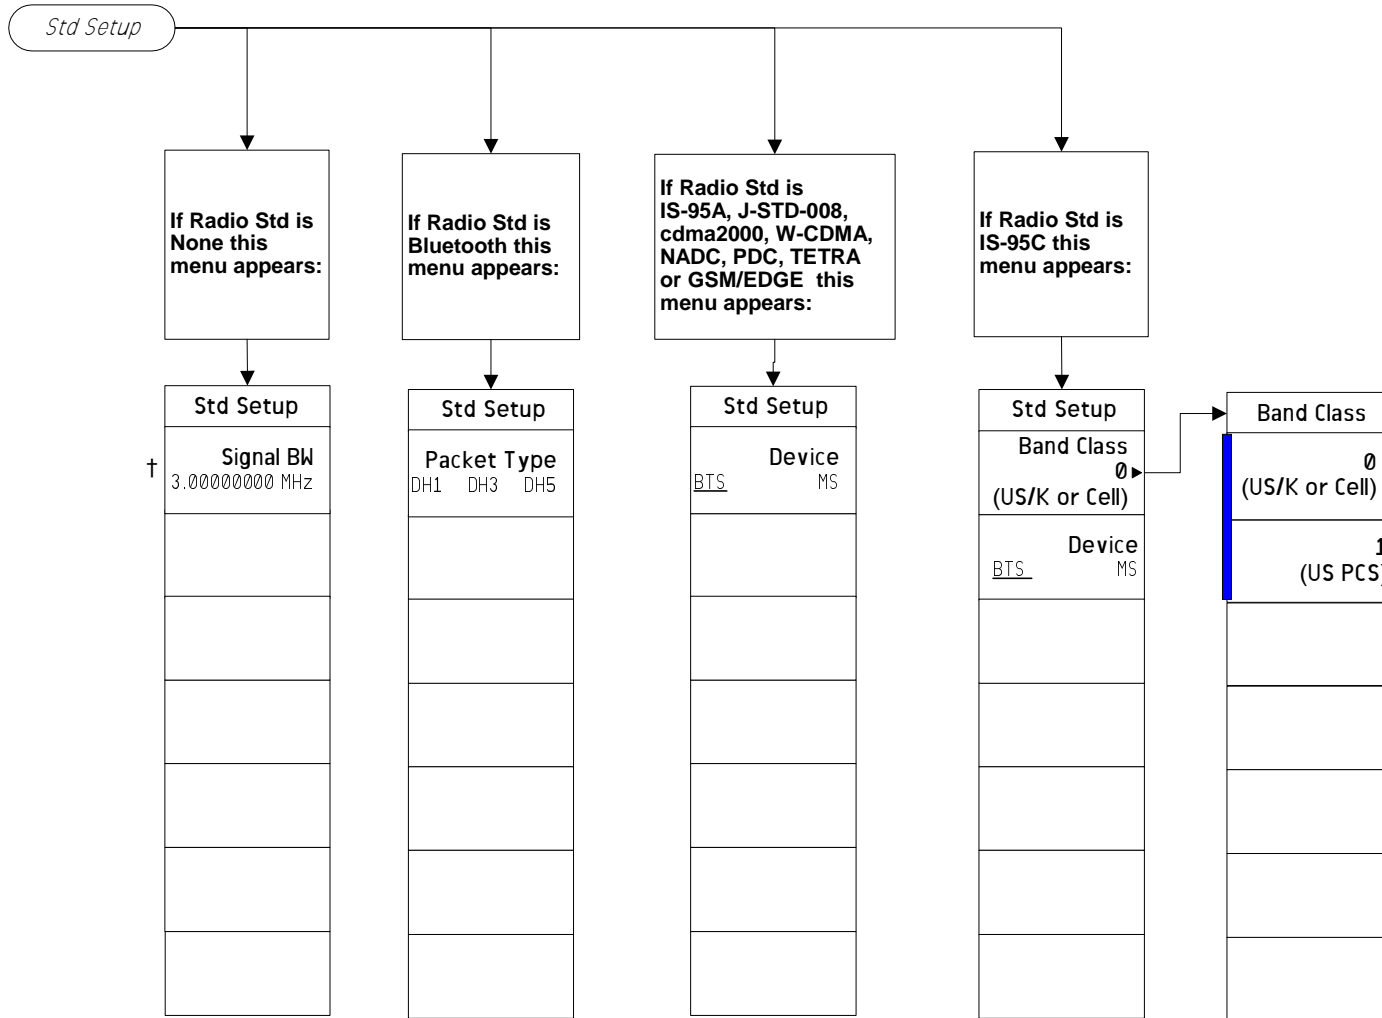 Std Setup
If Radio Std is
None this
menu appears:
If Radio Std is
Bluetooth this
menu appears:
If Radio Std is
IS-95A, J-STD-008,
cdma2000, W-CDMA,
NADC, PDC, TETRA
or GSM/EDGE this
menu appears:
If Radio Std is
IS-95C this
menu appears:
Std Setup
†
Signal BW
3.00000000 MHz
Std Setup
Packet Type
DH1 DH3 DH5
Std Setup
Device
BTS MS
Std Setup
Band Class
0
(US/K or Cell)
Device
BTS MS
Band Class
0
(US/K or Cell)
1
(US PCS)